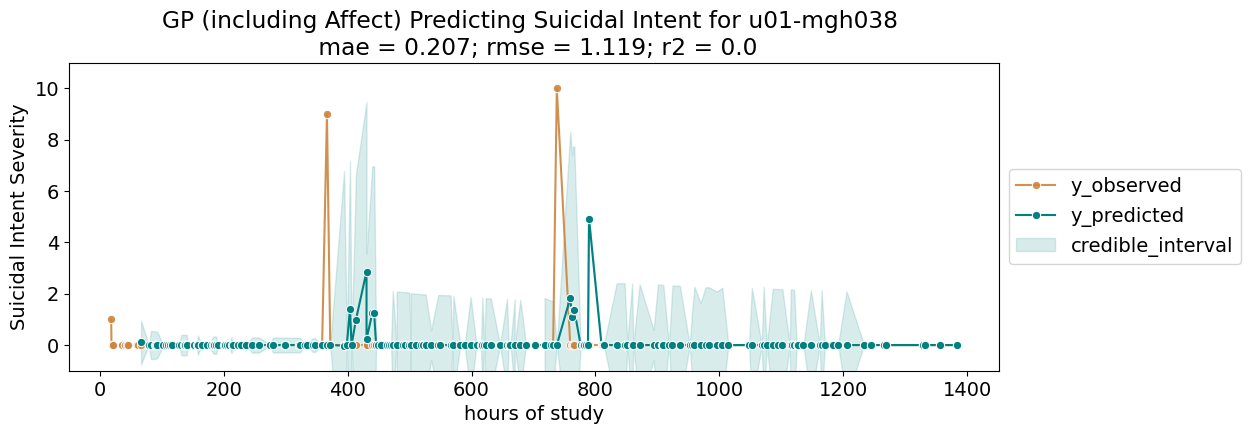 GP (including Affect) Predicting Suicidal Intent for u01-mgh038
mae = 0.207; rmse = 1.119; r2 = 0.0
Suicidal Intent Severity
10
8
6
4
2
0
0 200 400 600 800 1000 1200 1400
hours of study
y_observed
y_predicted
credible_interval